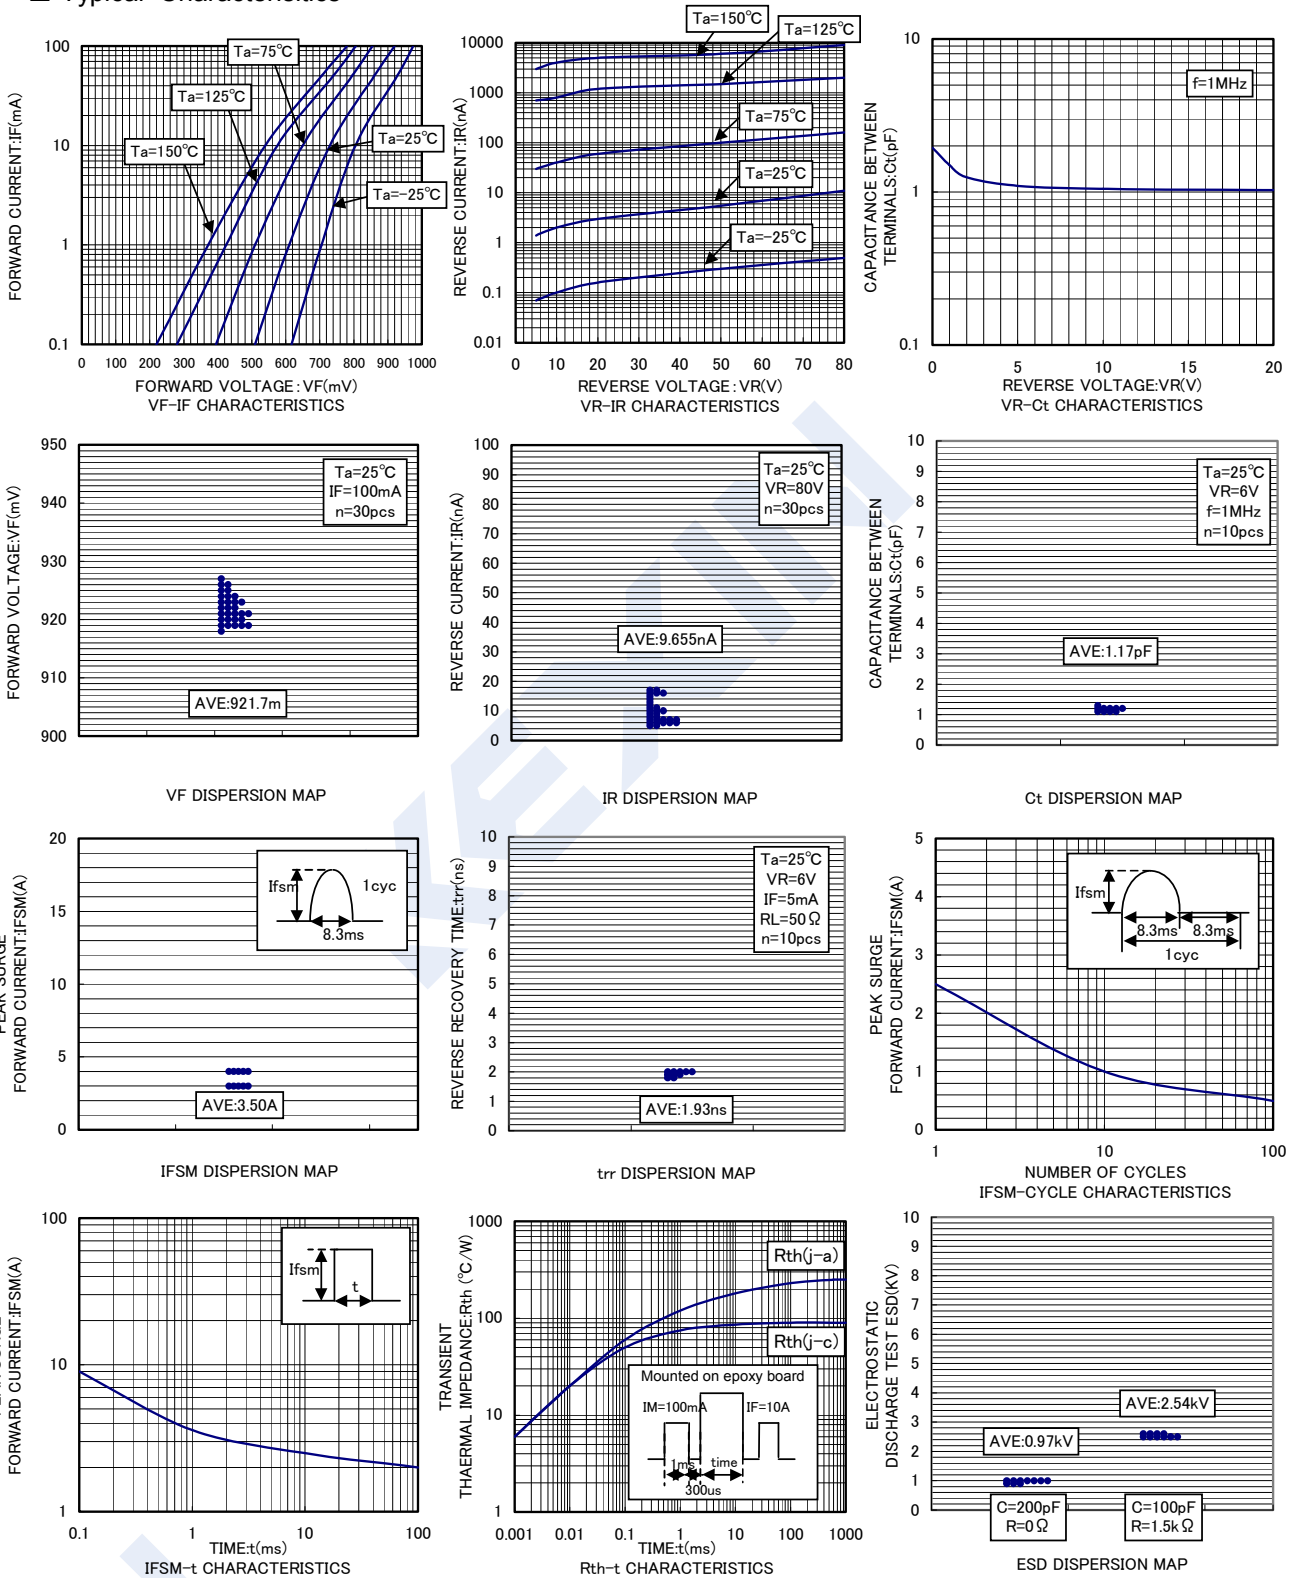 Typical Characterisitics
100
10
1
0.1
FORWARD CURRENT:IF(mA)
Ta=75℃
Ta=125℃
Ta=150℃
Ta=25℃
Ta=-25℃
0 100 200 300 400 500 600 700 800 900 1000
FORWARD VOLTAGE:VF(mV)
VF-IF CHARACTERISTICS
10000
1000
100
10
1
0.1
0.01
REVERSE CURRENT:IR(nA)
Ta=150℃
Ta=125℃
Ta=75℃
Ta=25℃
Ta=-25℃
0 10 20 30 40 50 60 70 80
REVERSE VOLTAGE:VR(V)
VR-IR CHARACTERISTICS
10
1
0.1
CAPACITANCE BETWEEN
TERMINALS:Ct(pF)
f=1MHz
0 5 10 15 20
REVERSE VOLTAGE:VR(V)
VR-Ct CHARACTERISTICS
950
940
930
920
910
900
FORWARD VOLTAGE:VF(mV)
Ta=25℃
IF=100mA
n=30pcs
AVE:921.7m
VF DISPERSION MAP
100
90
80
70
60
50
40
30
20
10
0
REVERSE CURRENT:IR(nA)
Ta=25℃
VR=80V
n=30pcs
AVE:9.655nA
IR DISPERSION MAP
10
9
8
7
6
5
4
3
2
1
0
CAPACITANCE BETWEEN
TERMINALS:Ct(pF)
Ta=25℃
VR=6V
f=1MHz
n=10pcs
AVE:1.17pF
Ct DISPERSION MAP
KEXIN
20
15
10
5
0
PEAK SURGE
FORWARD CURRENT:IFSM(A)
Ifsm
1cyc
8.3ms
AVE:3.50A
IFSM DISPERSION MAP
10
9
8
7
6
5
4
3
2
1
0
REVERSE RECOVERY TIME:trr(ns)
Ta=25℃
VR=6V
IF=5mA
RL=50Ω
n=10pcs
AVE:1.93ns
trr DISPERSION MAP
5
4
3
2
1
0
PEAK SURGE
FORWARD CURRENT:IFSM(A)
Ifsm
8.3ms 8.3ms
1cyc
1 10 100
NUMBER OF CYCLES
IFSM-CYCLE CHARACTERISTICS
100
10
1
FORWARD CURRENT:IFSM(A)
Ifsm
t
0.1 1 10 100
TIME:t(ms)
IFSM-t CHARACTERISTICS
1000
100
10
1
TRANSIENT
THAERMAL IMPEDANCE:Rth (℃/W)
Rth(j-a)
Rth(j-c)
Mounted on epoxy board
IM=100mA IF=10A
1ms time
300us
0.001 0.01 0.1 1 10 100 1000
TIME:t(ms)
Rth-t CHARACTERISTICS
10
9
8
7
6
5
4
3
2
1
0
ELECTROSTATIC
DISCHARGE TEST ESD(KV)
AVE:2.54kV
AVE:0.97kV
C=200pF
R=0Ω
C=100pF
R=1.5kΩ
ESD DISPERSION MAP